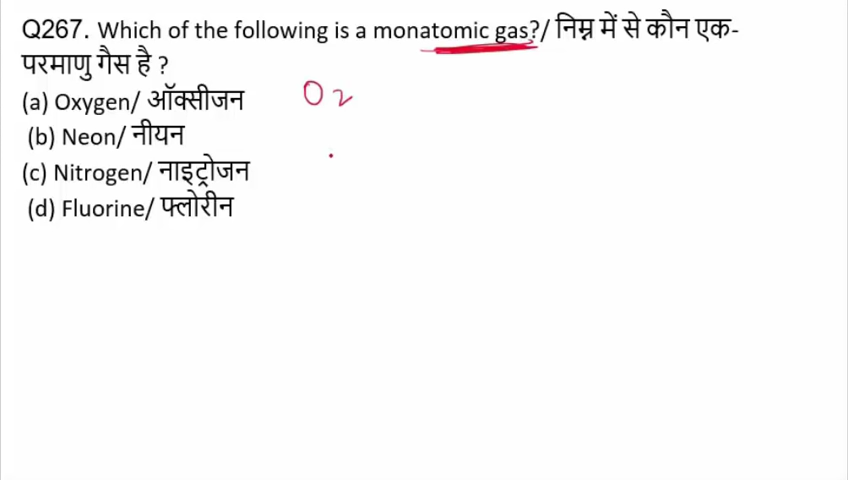 Q267. Which of the following is a monatomic gas?/ निम्न में से कौन एक-
परमाणु गैस है ?
(a) Oxygen/ ऑक्सीजन O2
(b) Neon/ नीयन
(c) Nitrogen/ नाइट्रोजन
(d) Fluorine/ फ्लोरीन